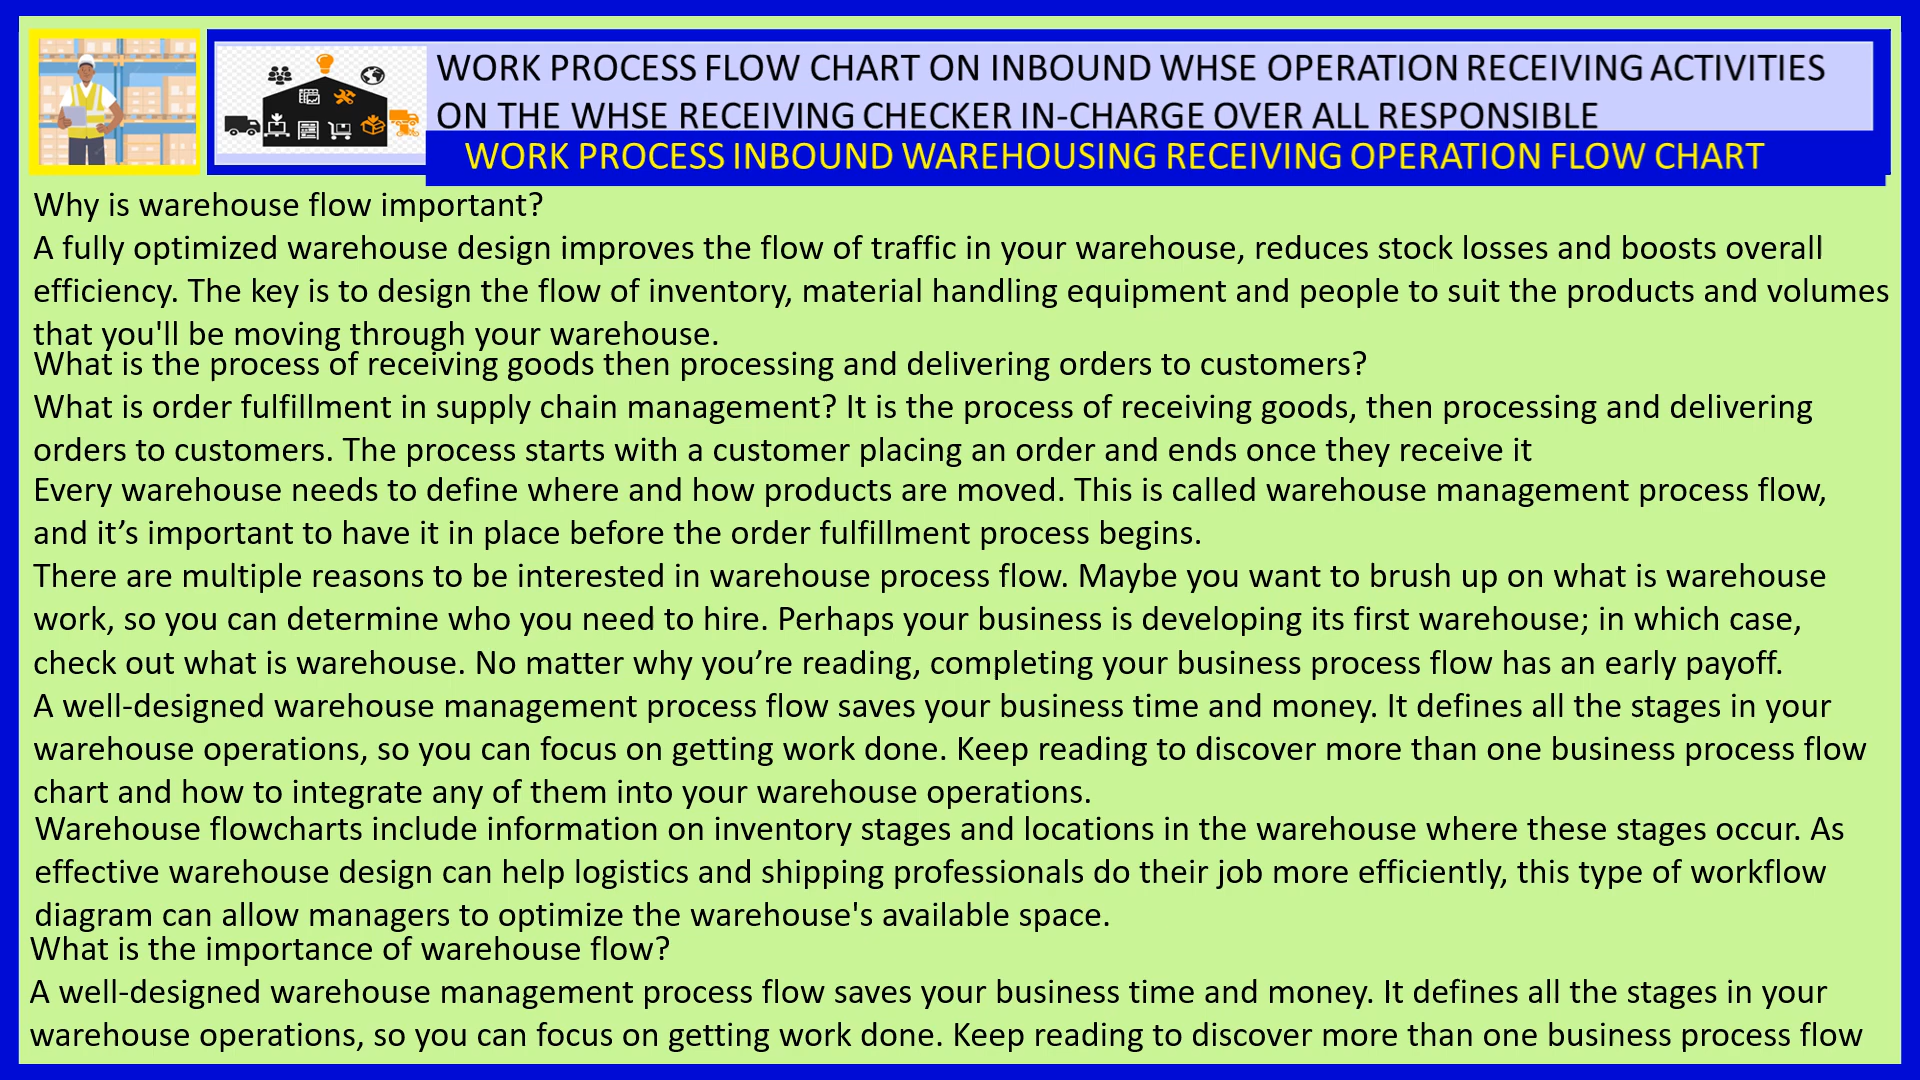 WORK PROCESS FLOW CHART ON INBOUND WHSE OPERATION RECEIVING ACTIVITIES
ON THE WHSE RECEIVING CHECKER IN-CHARGE OVER ALL RESPONSIBLE
WORK PROCESS INBOUND WAREHOUSING RECEIVING OPERATION FLOW CHART
Why is warehouse flow important?
A fully optimized warehouse design improves the flow of traffic in your warehouse, reduces stock losses and boosts overall
efficiency. The key is to design the flow of inventory, material handling equipment and people to suit the products and volumes
that you'll be moving through your warehouse.
What is the process of receiving goods then processing and delivering orders to customers?
What is order fulfillment in supply chain management? It is the process of receiving goods, then processing and delivering
orders to customers. The process starts with a customer placing an order and ends once they receive it
Every warehouse needs to define where and how products are moved. This is called warehouse management process flow,
and it’s important to have it in place before the order fulfillment process begins.
There are multiple reasons to be interested in warehouse process flow. Maybe you want to brush up on what is warehouse
work, so you can determine who you need to hire. Perhaps your business is developing its first warehouse; in which case,
check out what is warehouse. No matter why you’re reading, completing your business process flow has an early payoff.
A well-designed warehouse management process flow saves your business time and money. It defines all the stages in your
warehouse operations, so you can focus on getting work done. Keep reading to discover more than one business process flow
chart and how to integrate any of them into your warehouse operations.
Warehouse flowcharts include information on inventory stages and locations in the warehouse where these stages occur. As
effective warehouse design can help logistics and shipping professionals do their job more efficiently, this type of workflow
diagram can allow managers to optimize the warehouse's available space.
What is the importance of warehouse flow?
A well-designed warehouse management process flow saves your business time and money. It defines all the stages in your
warehouse operations, so you can focus on getting work done. Keep reading to discover more than one business process flow